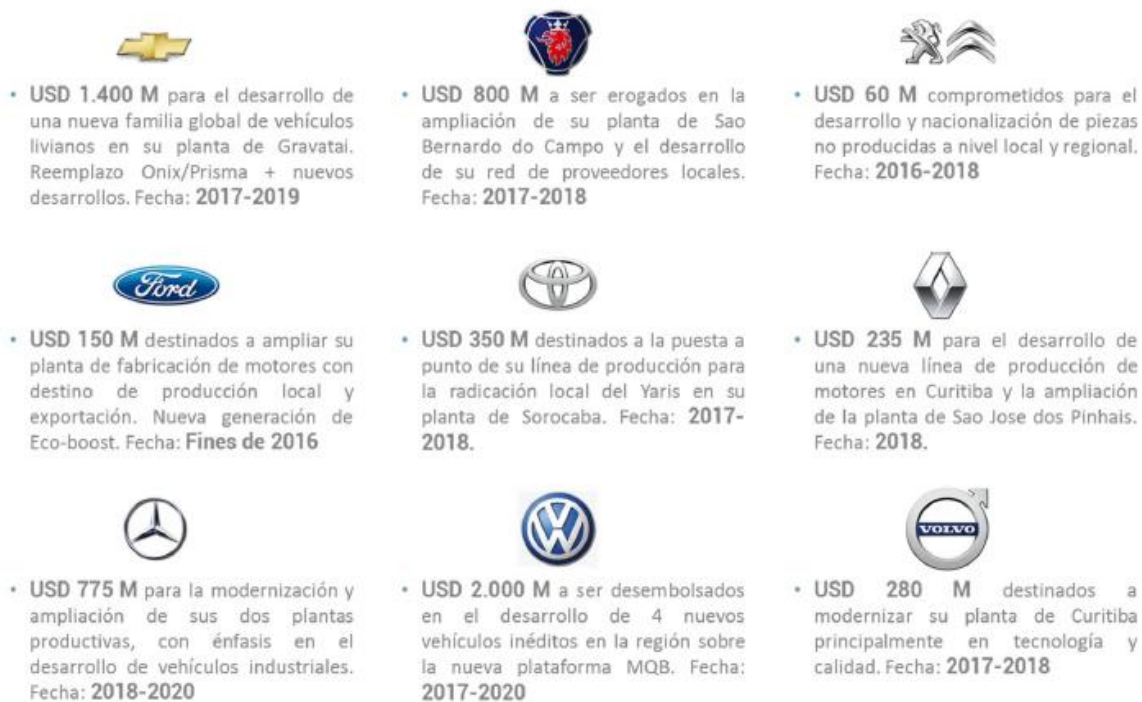 • USD 1.400 M para el desarrollo de
una nueva familia global de vehículos
livianos en su planta de Gravatai.
Reemplazo Onix/Prisma + nuevos
desarrollos. Fecha: 2017-2019
• USD 800 M a ser erogados en la
ampliación de su planta de Sao
Bernardo do Campo y el desarrollo
de su red de proveedores locales.
Fecha: 2017-2018
• USD 60 M comprometidos para el
desarrollo y nacionalización de piezas
no producidas a nivel local y regional.
Fecha: 2016-2018
Ford
• USD 150 M destinados a ampliar su
planta de fabricación de motores con
destino de producción local y
exportación. Nueva generación de
Eco-boost. Fecha: Fines de 2016
• USD 350 M destinados a la puesta a
punto de su línea de producción para
la radicación local del Yaris en su
planta de Sorocaba. Fecha: 2017-
2018.
• USD 235 M para el desarrollo de
una nueva línea de producción de
motores en Curitiba y la ampliación
de la planta de Sao Jose dos Pinhais.
Fecha: 2018.
• USD 775 M para la modernización y
ampliación de sus dos plantas
productivas, con énfasis en el
desarrollo de vehículos industriales.
Fecha: 2018-2020
VW
• USD 2.000 M a ser desembolsados
en el desarrollo de 4 nuevos
vehículos inéditos en la región sobre
la nueva plataforma MQB. Fecha:
2017-2020
VOLVO
• USD 280 M destinados a
modernizar su planta de Curitiba
principalmente en tecnología y
calidad. Fecha: 2017-2018